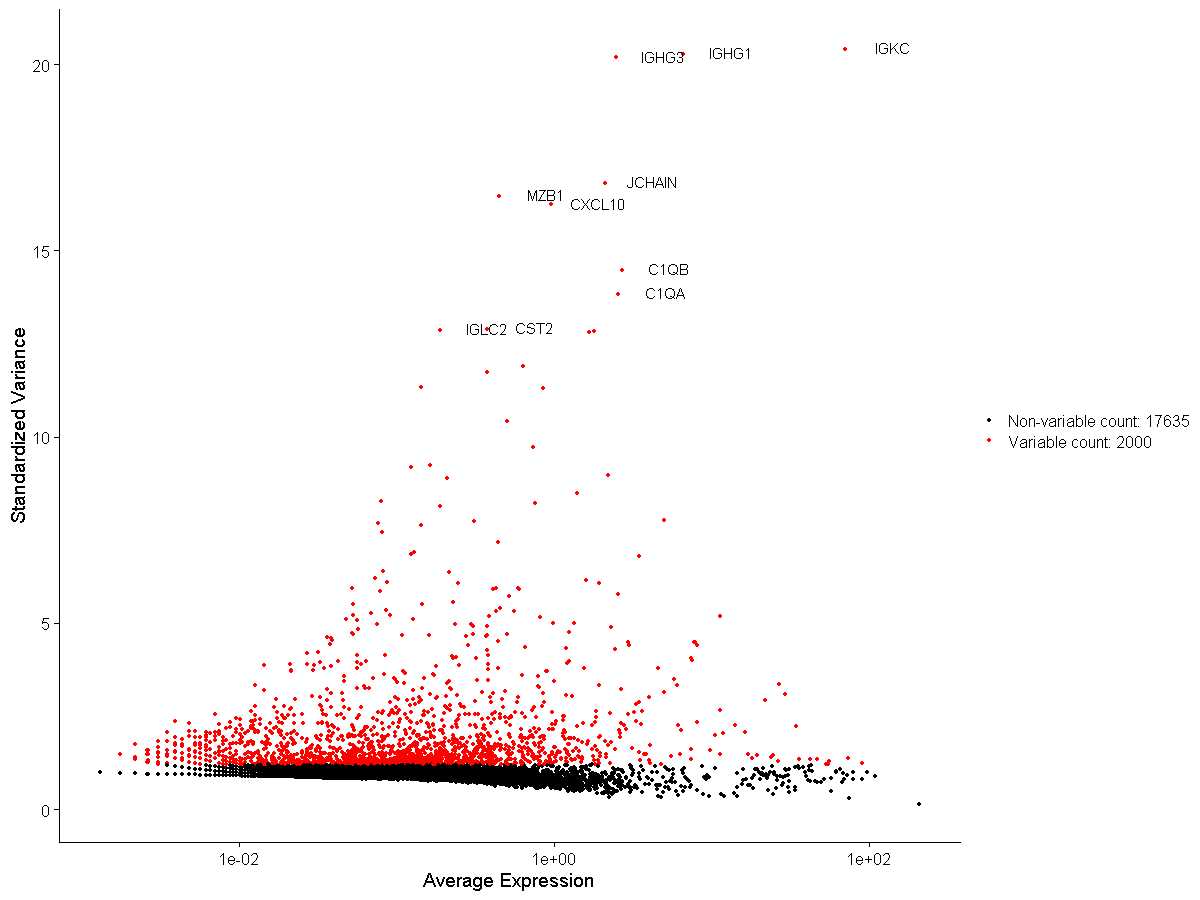 IGKC
IGHG1
IGHG3
JCHAIN
MZB1
CXCL10
C1QB
C1QA
IGLC2
CST2
20
15
10
5
0
Standardized Variance
1e-02
1e+00
1e+02
Average Expression
Non-variable count: 17635
Variable count: 2000